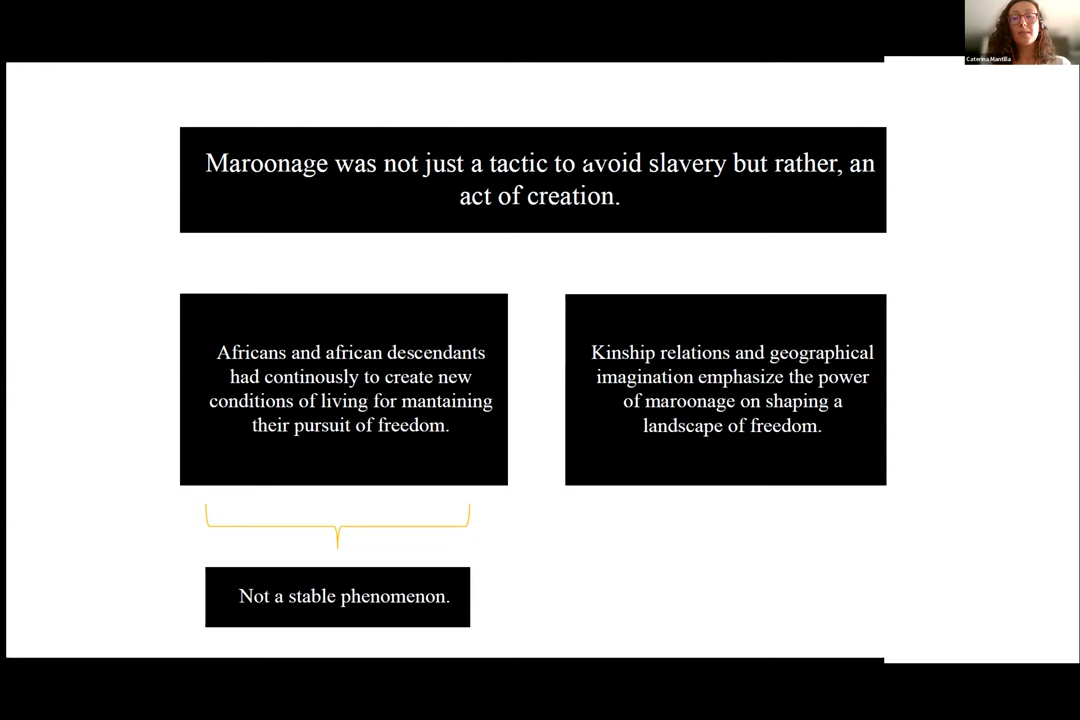 Caterina Mantilla
Maroonage was not just a tactic to avoid slavery but rather, an
act of creation.
Africans and african descendants
had continously to create new
conditions of living for mantaining
their pursuit of freedom.
Kinship relations and geographical
imagination emphasize the power
of maroonage on shaping a
landscape of freedom.
Not a stable phenomenon.